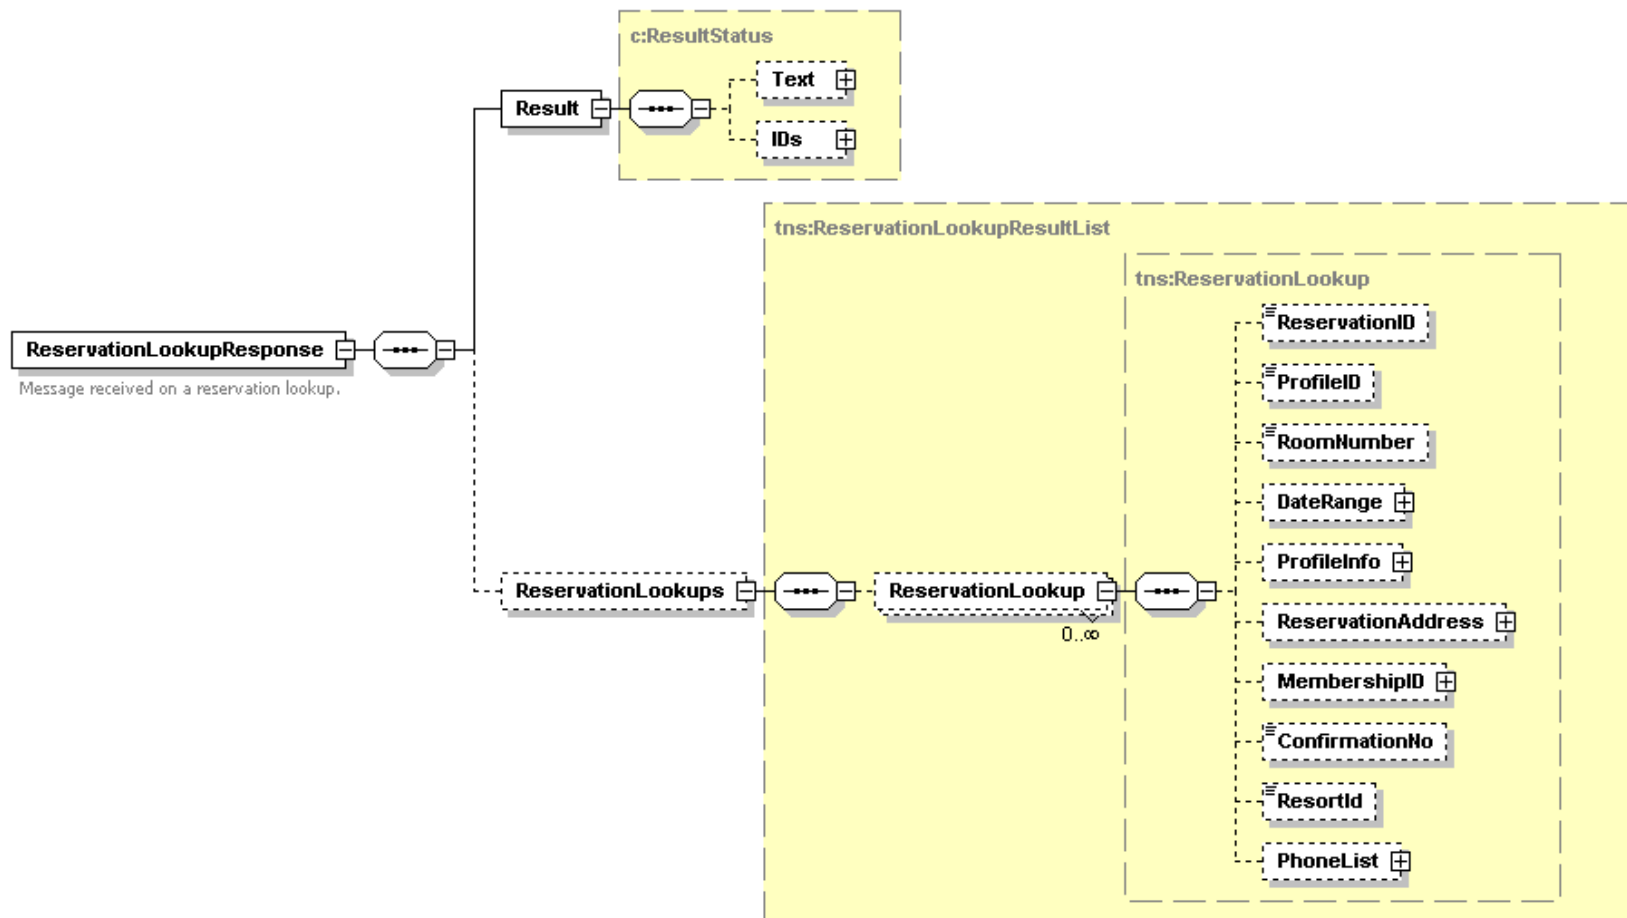 c:ResultStatus
Text
Result
IDs
tns:ReservationLookupResultList
tns:ReservationLookup
ReservationID
ReservationLookupResponse
Message received on a reservation lookup.
ProfileID
RoomNumber
DateRange
ProfileInfo
ReservationLookups
ReservationLookup
0..∞
ReservationAddress
MembershipID
ConfirmationNo
ResortId
PhoneList